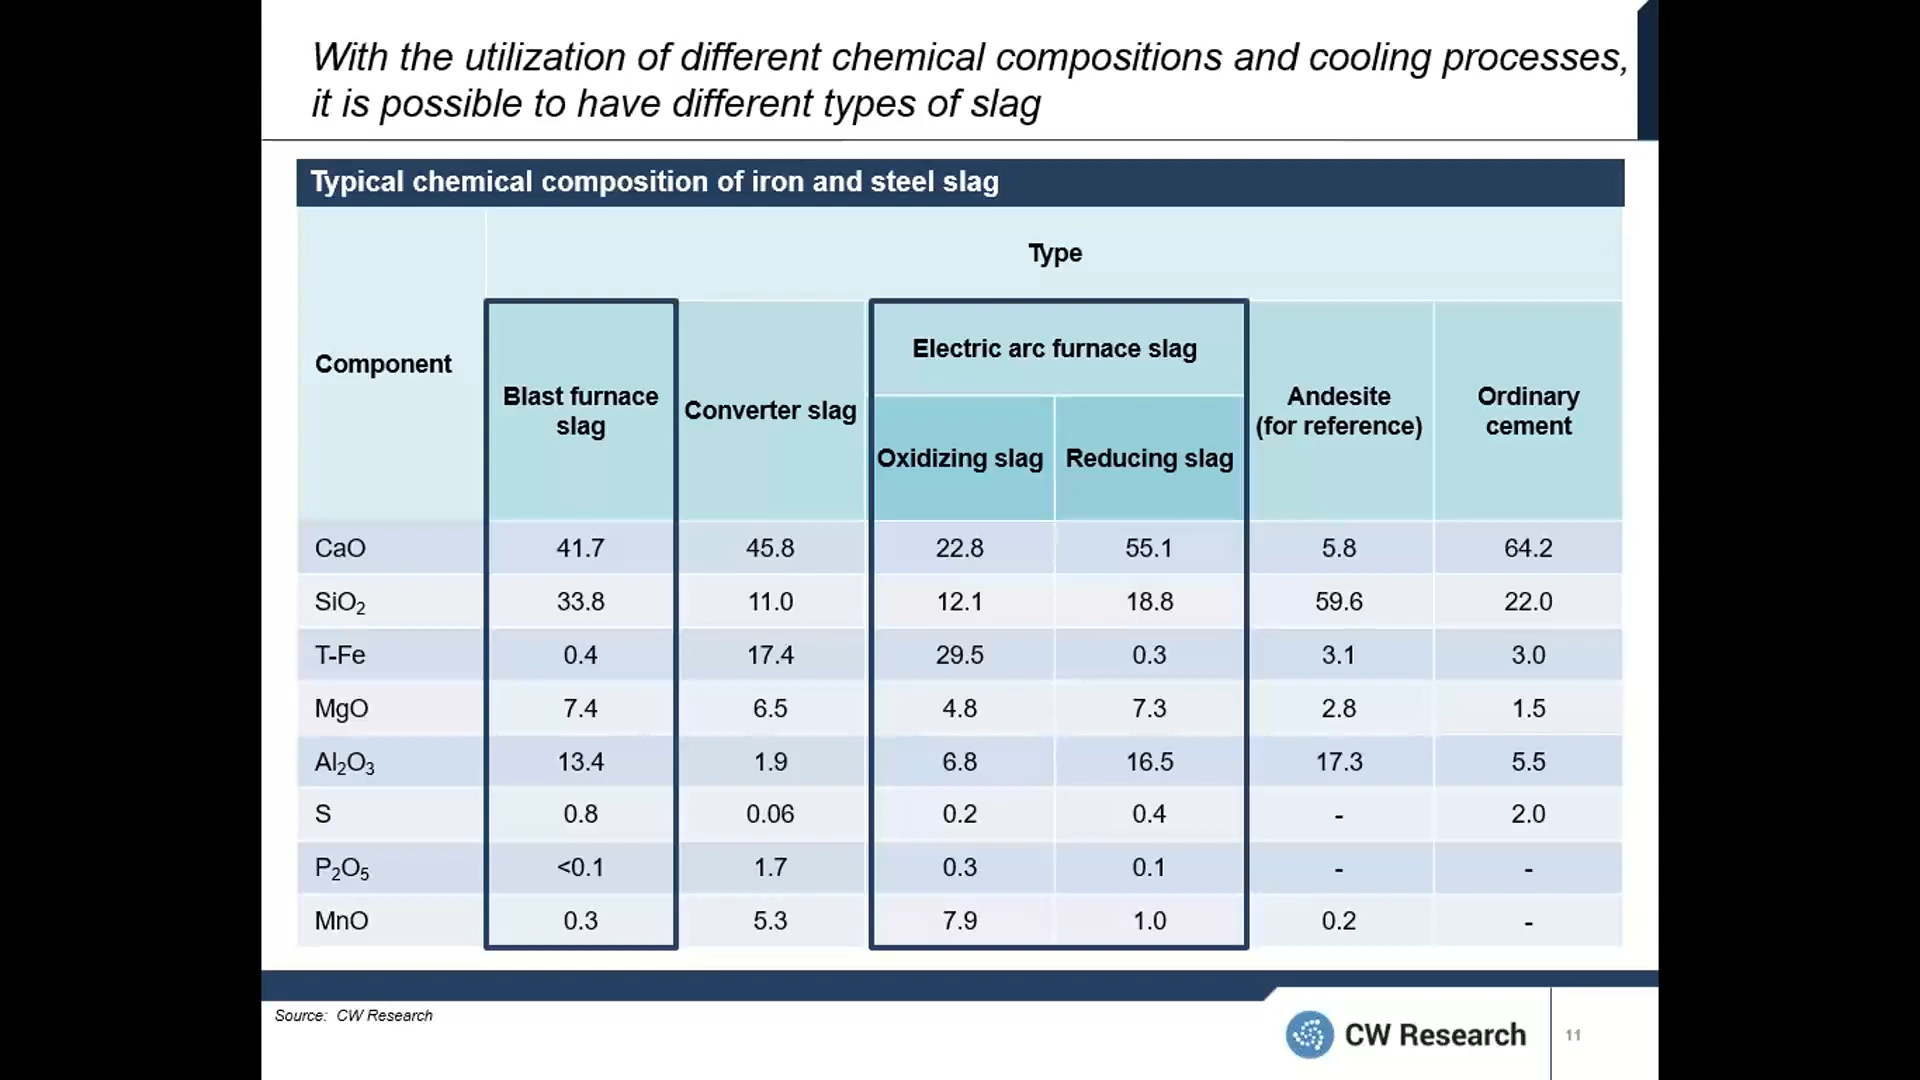 With the utilization of different chemical compositions and cooling processes,
it is possible to have different types of slag
Typical chemical composition of iron and steel slag
Component
Type
Blast furnace
slag
Converter slag
Electric arc furnace slag
Oxidizing slag Reducing slag
Andesite
(for reference)
Ordinary
cement
CaO 41.7 45.8 22.8 55.1 5.8 64.2
SiO₂ 33.8 11.0 12.1 18.8 59.6 22.0
T-Fe 0.4 17.4 29.5 0.3 3.1 3.0
MgO 7.4 6.5 4.8 7.3 2.8 1.5
Al₂O₃ 13.4 1.9 6.8 16.5 17.3 5.5
S 0.8 0.06 0.2 0.4 - 2.0
P₂O₅ <0.1 1.7 0.3 0.1 - -
MnO 0.3 5.3 7.9 1.0 0.2 -
Source: CW Research
CW Research
11